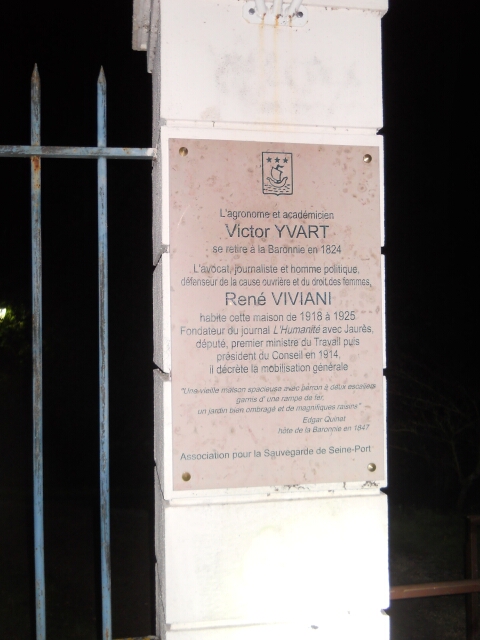 L'agronome et académicien
Victor YVART
se retire à la Baronnie en 1824
L'avocat, journaliste et homme politique,
défenseur de la cause ouvrière et du droit des femmes,
René VIVIANI
habite cette maison de 1918 à 1925
Fondateur du journal L'Humanité avec Jaurès,
député, premier ministre du Travail puis
président du Conseil en 1914,
il décrète la mobilisation générale
"Une vieille maison spacieuse avec perron à deux escaliers
garnis d' une rampe de fer,
un jardin bien ombragé et de magnifiques raisins"
Edgar Quinet
hôte de la Baronnie en 1847
Association pour la Sauvegarde de Seine-Port